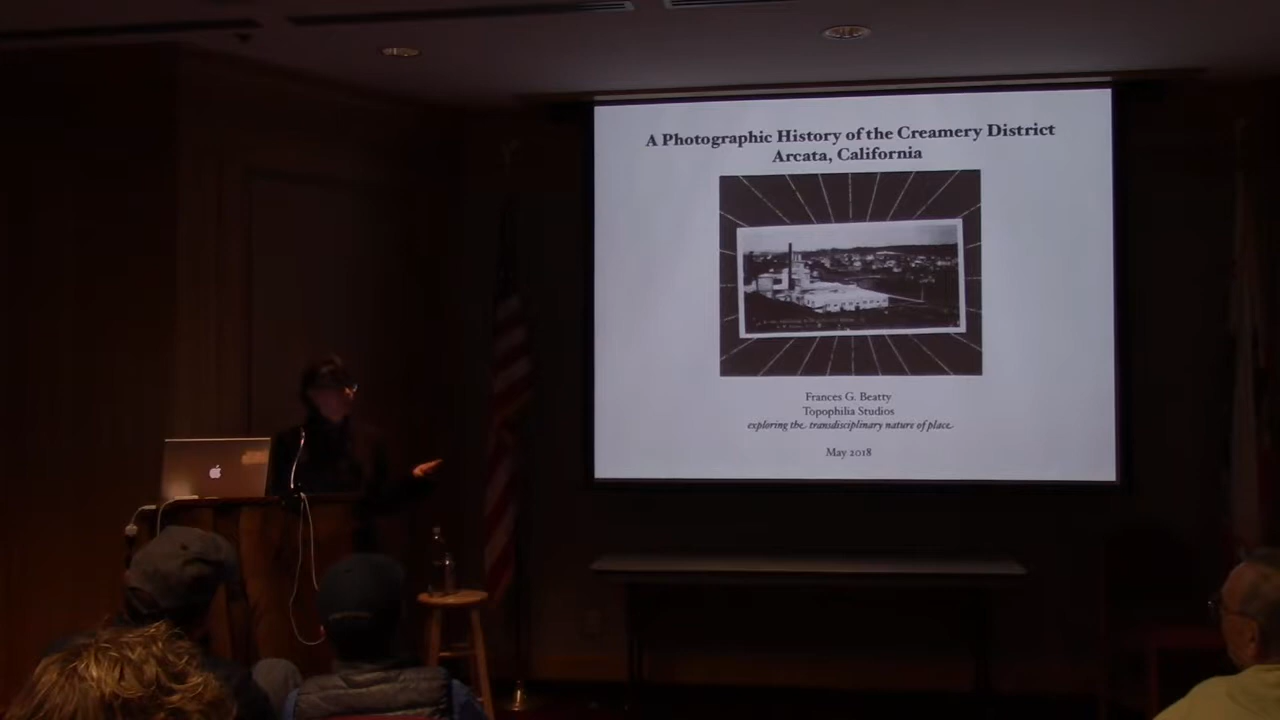 A Photographic History of the Creamery District
Arcata, California
Frances G. Beatty
Topophilia Studios
exploring the transdisciplinary nature of place
May 2018